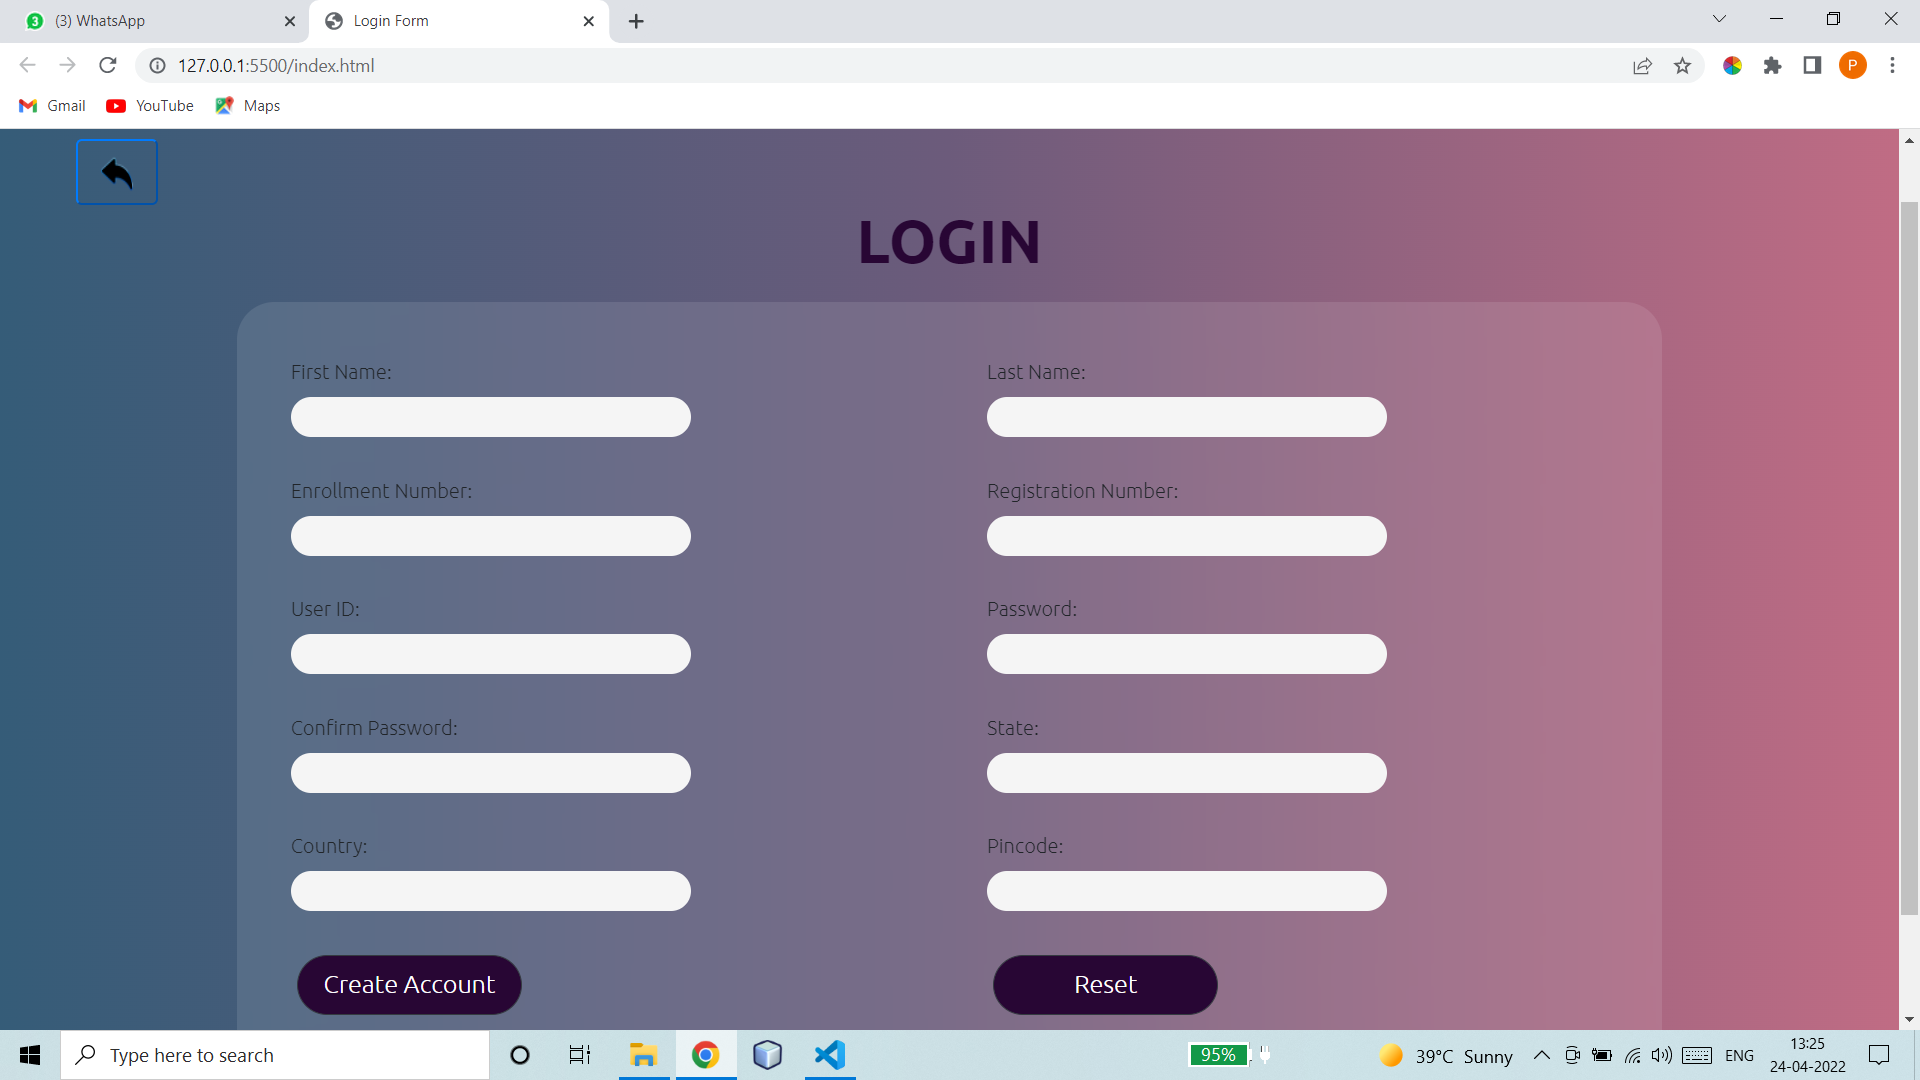 3 (3) WhatsApp
Login Form
127.0.0.1:5500/index.html
P
Gmail
YouTube
Maps
LOGIN
First Name:
Last Name:
Enrollment Number:
Registration Number:
User ID:
Password:
Confirm Password:
State:
Country:
Pincode:
Create Account
Reset
Type here to search
95%
39°C Sunny
ENG
13:25
24-04-2022